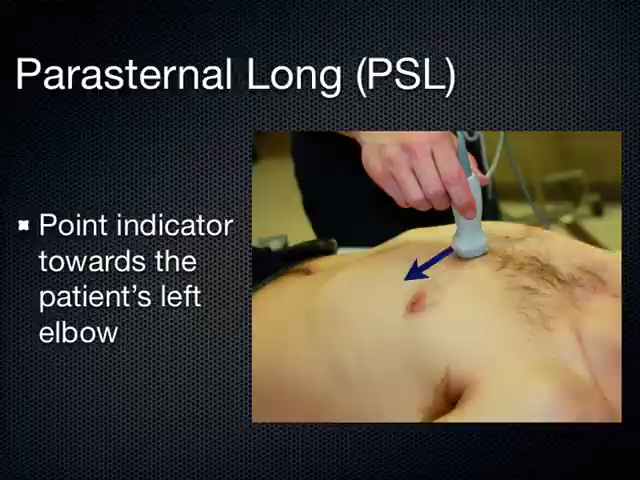 Parasternal Long (PSL)
Point indicator
towards the
patient's left
elbow